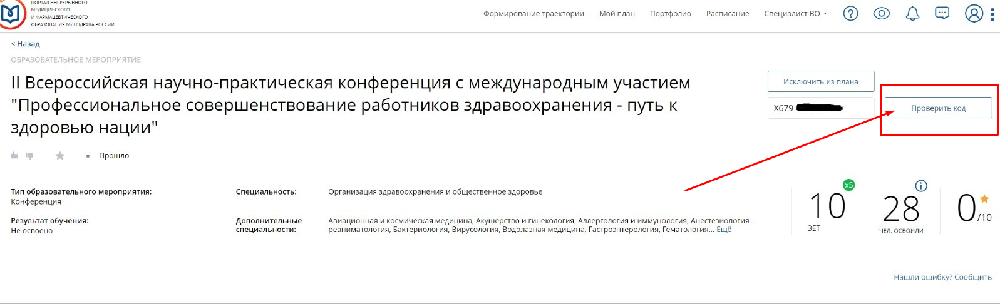 ПОРТАЛ НЕПРЕРЫВНОГО
МЕДИЦИНСКОГО
И ФАРМАЦЕВТИЧЕСКОГО
ОБРАЗОВАНИЯ МИНЗДРАВА РОССИИ
Формирование траектории Мой план Портфолио Расписание Специалист ВО
< Назад
ОБРАЗОВАТЕЛЬНОЕ МЕРОПРИЯТИЕ
II Всероссийская научно-практическая конференция с международным участием
"Профессиональное совершенствование работников здравоохранения - путь к
здоровью нации"
Исключить из плана
X679-
Проверить код
• Прошло
Тип образовательного мероприятия:
Конференция
Результат обучения:
Не освоено
Специальность: Организация здравоохранения и общественное здоровье
Дополнительные
специальности:
Авиационная и космическая медицина, Акушерство и гинекология, Аллергология и иммунология, Анестезиология-
реаниматология, Бактериология, Вирусология, Водолазная медицина, Гастроэнтерология, Гематология... Ещё
10 x5
ЗЕТ
28
ЧЕЛ. ОСВОИЛИ
0/10
Нашли ошибку? Сообщить